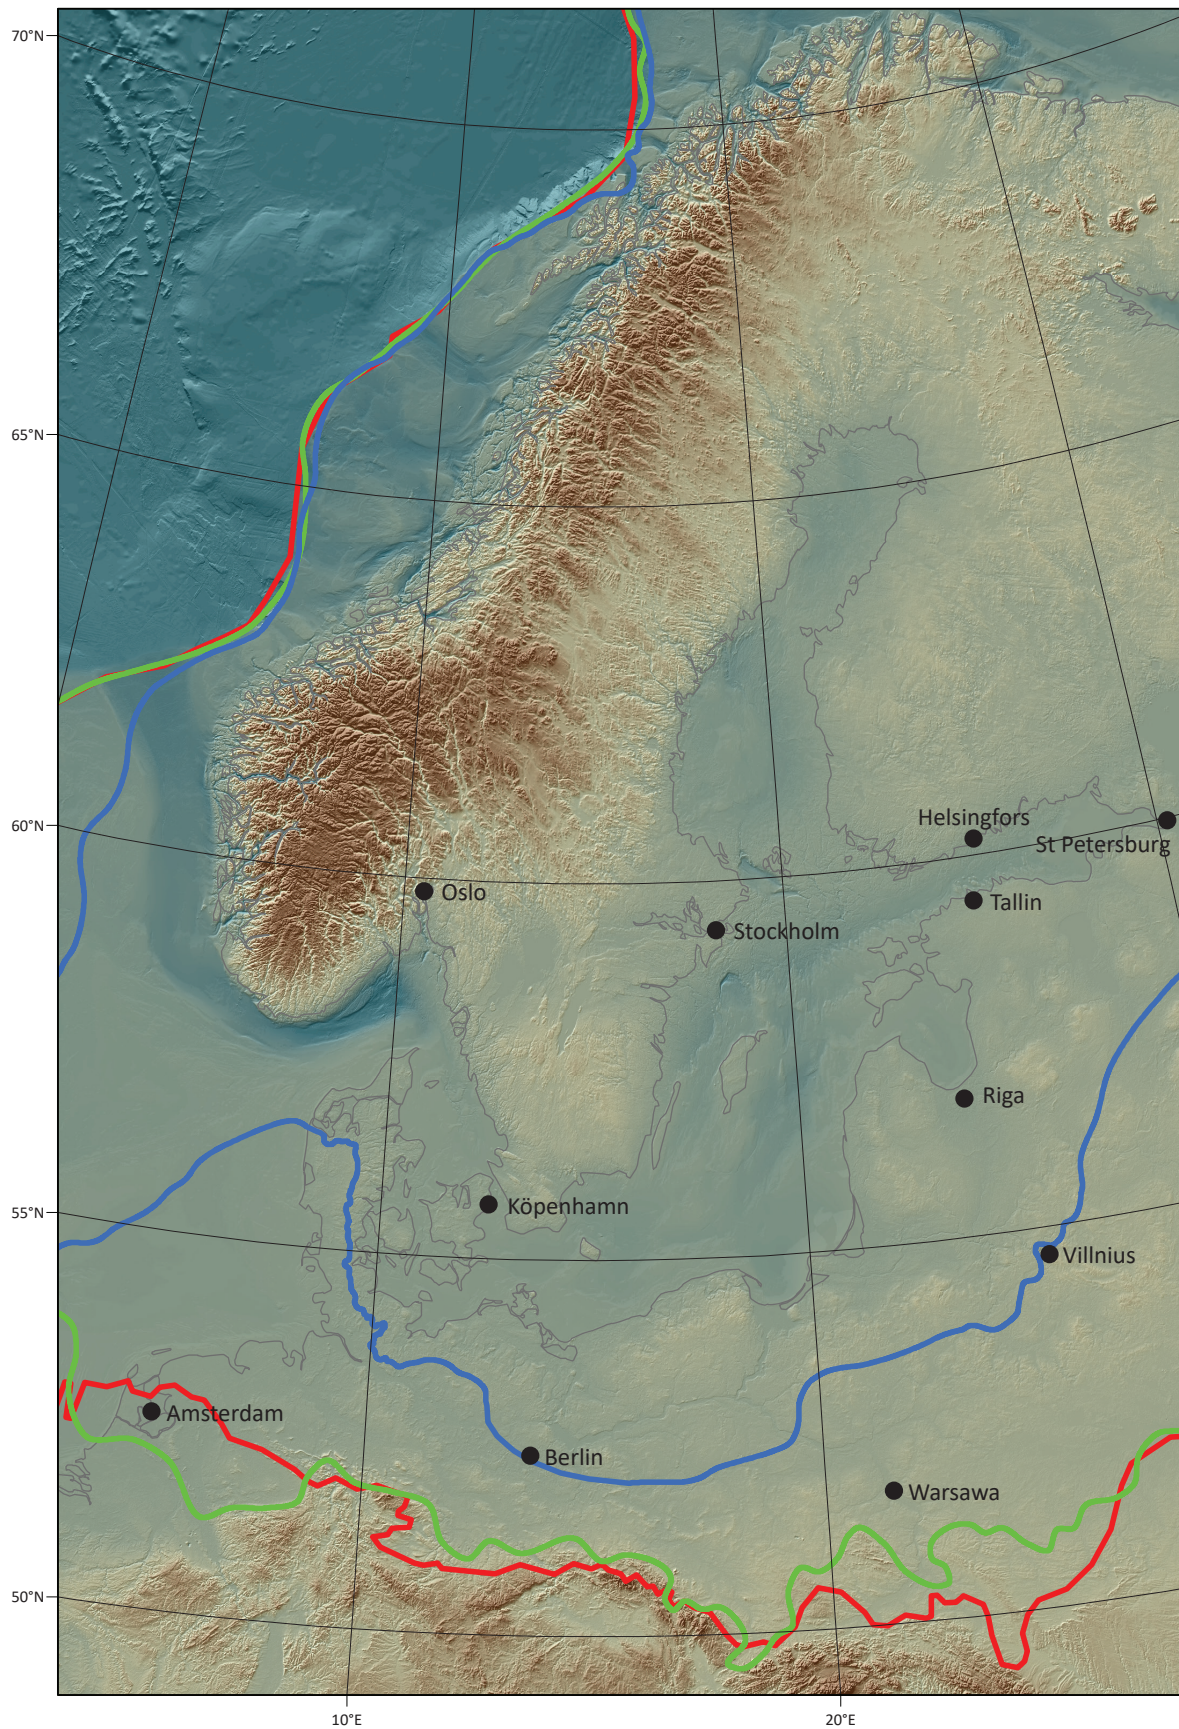 70°N
65°N
60°N
55°N
50°N
10°E
20°E
Helsingfors
St Petersburg
Oslo
Tallin
Stockholm
Riga
Köpenhamn
Villnius
Amsterdam
Berlin
Warsawa